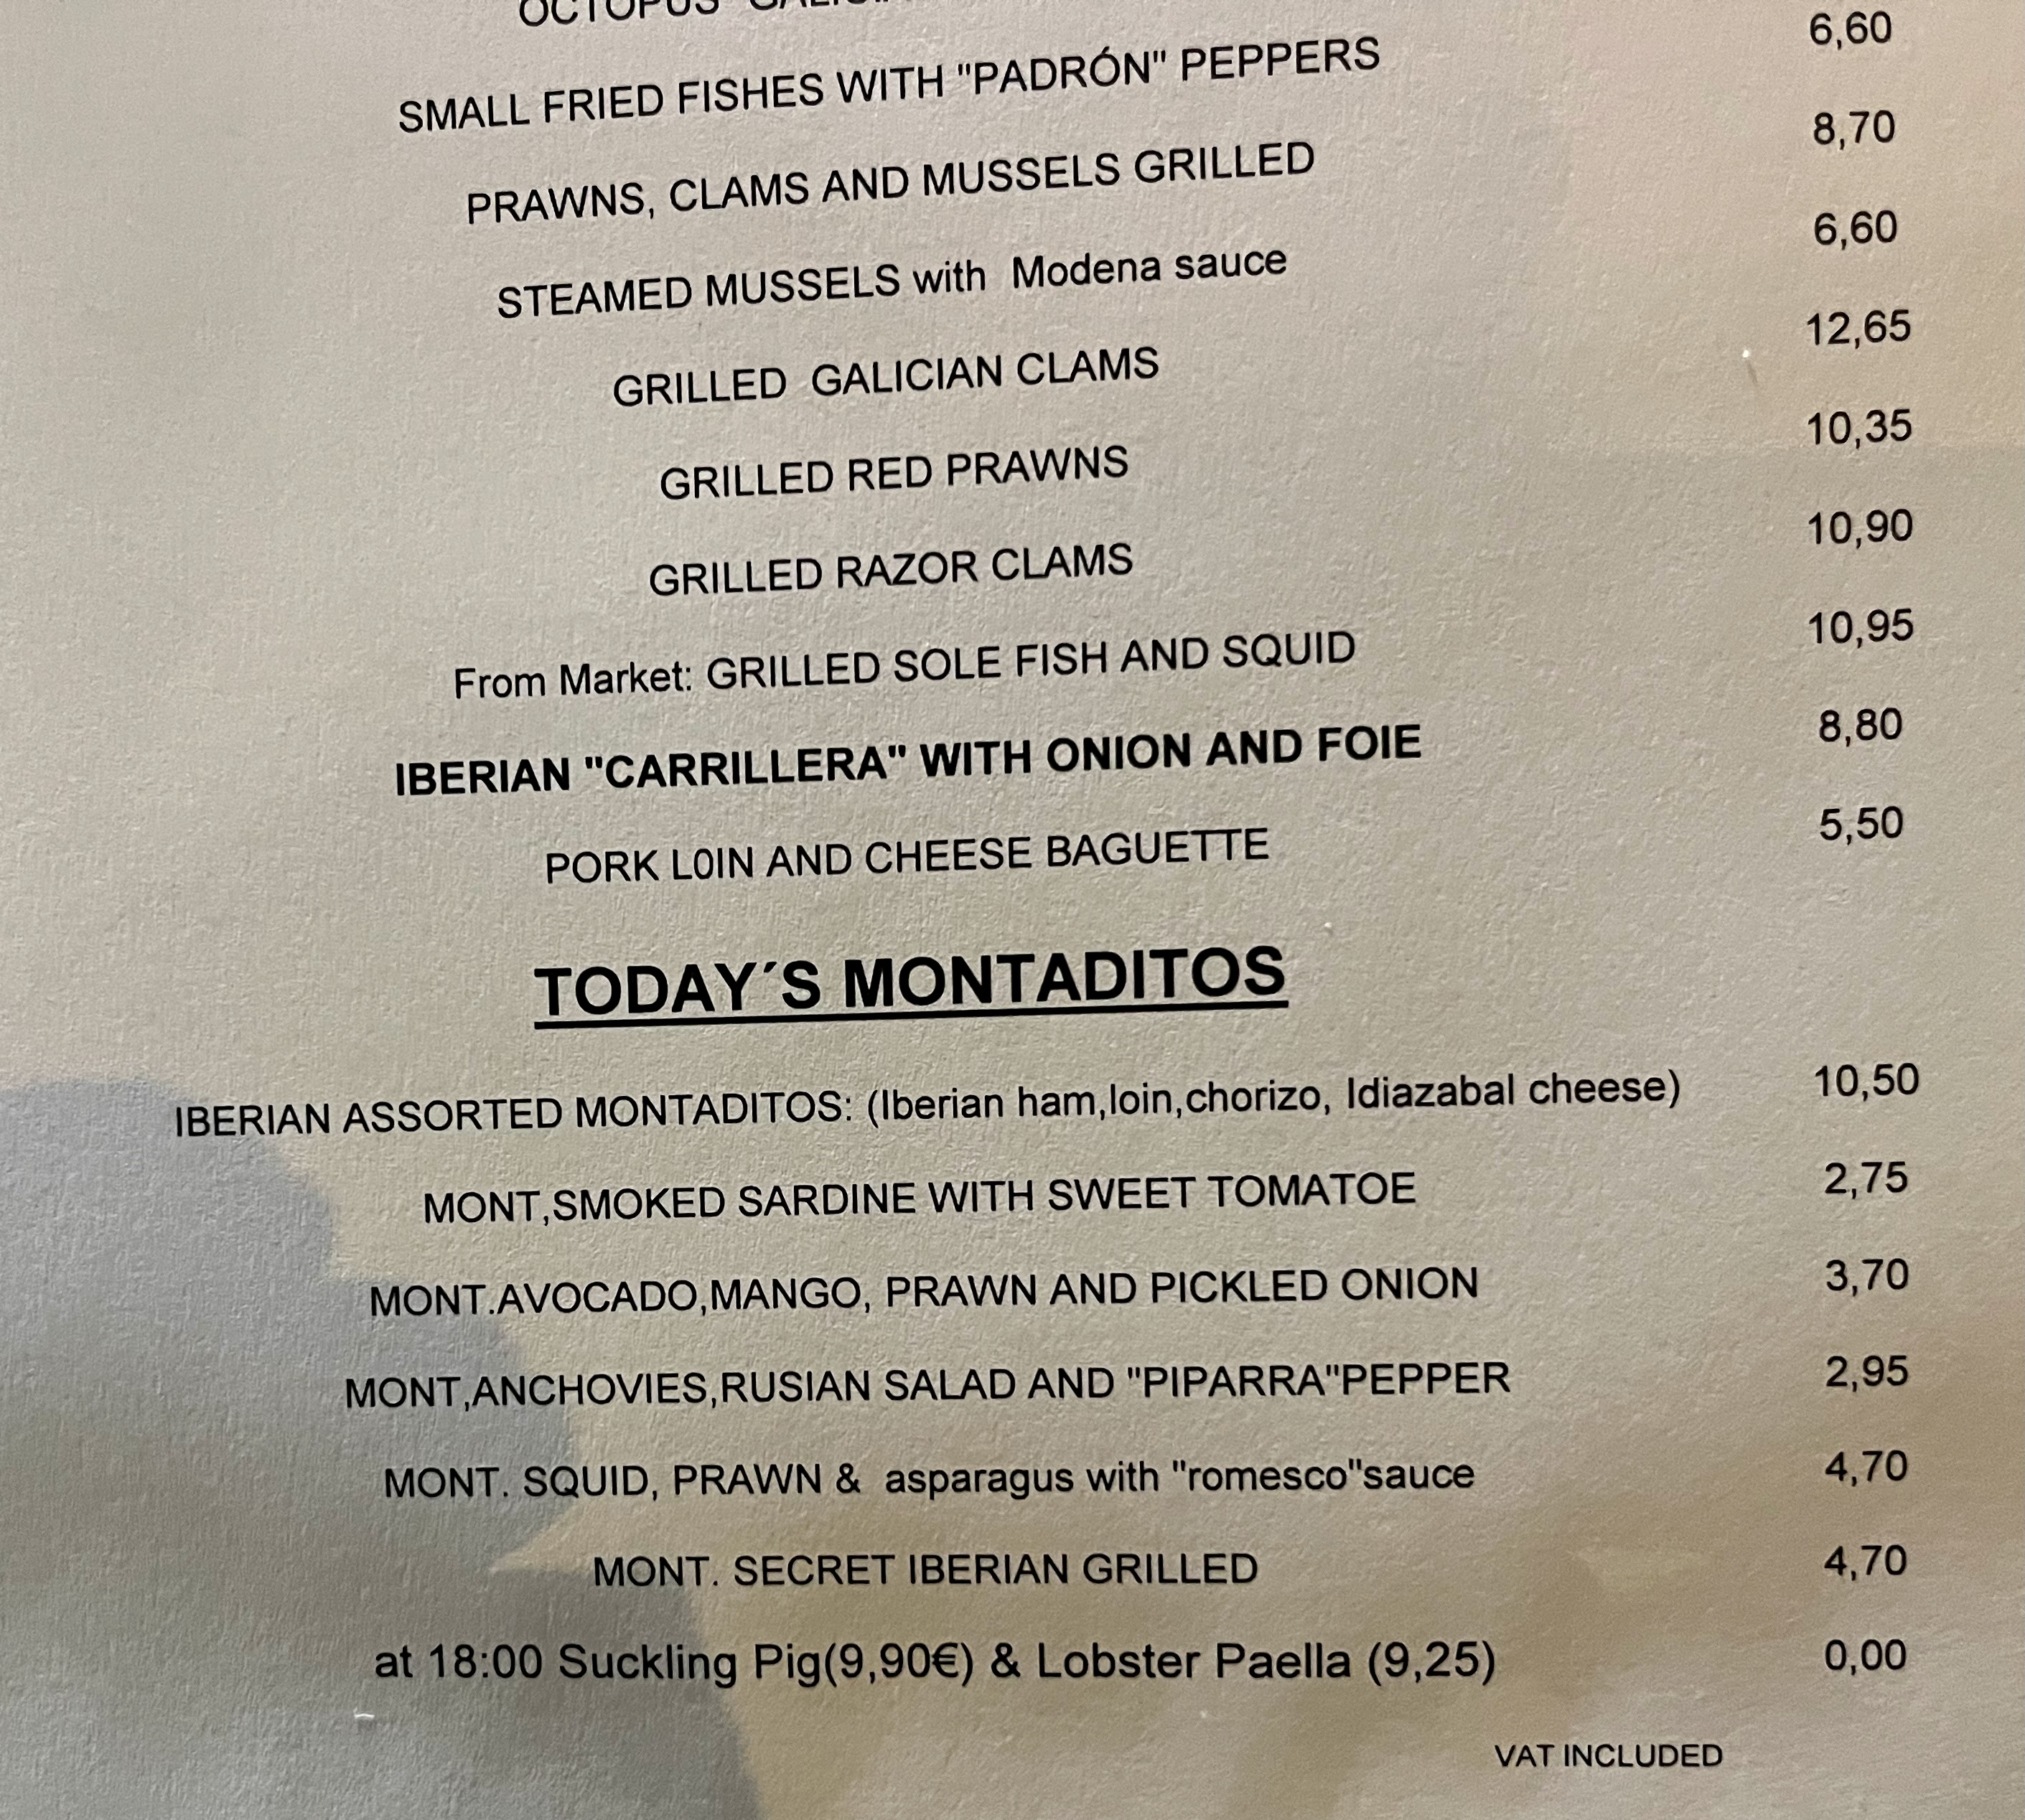 OCTOPUS
SMALL FRIED FISHES WITH "PADRÓN" PEPPERS 6,60
PRAWNS, CLAMS AND MUSSELS GRILLED 8,70
STEAMED MUSSELS with Modena sauce 6,60
GRILLED GALICIAN CLAMS 12,65
GRILLED RED PRAWNS 10,35
GRILLED RAZOR CLAMS 10,90
From Market: GRILLED SOLE FISH AND SQUID 10,95
IBERIAN "CARRILLERA" WITH ONION AND FOIE 8,80
PORK L0IN AND CHEESE BAGUETTE 5,50
TODAY´S MONTADITOS
IBERIAN ASSORTED MONTADITOS: (Iberian ham,loin,chorizo, Idiazabal cheese) 10,50
MONT,SMOKED SARDINE WITH SWEET TOMATOE 2,75
MONT.AVOCADO,MANGO, PRAWN AND PICKLED ONION 3,70
MONT,ANCHOVIES,RUSIAN SALAD AND "PIPARRA"PEPPER 2,95
MONT. SQUID, PRAWN & asparagus with "romesco"sauce 4,70
MONT. SECRET IBERIAN GRILLED 4,70
at 18:00 Suckling Pig(9,90€) & Lobster Paella (9,25) 0,00
VAT INCLUDED